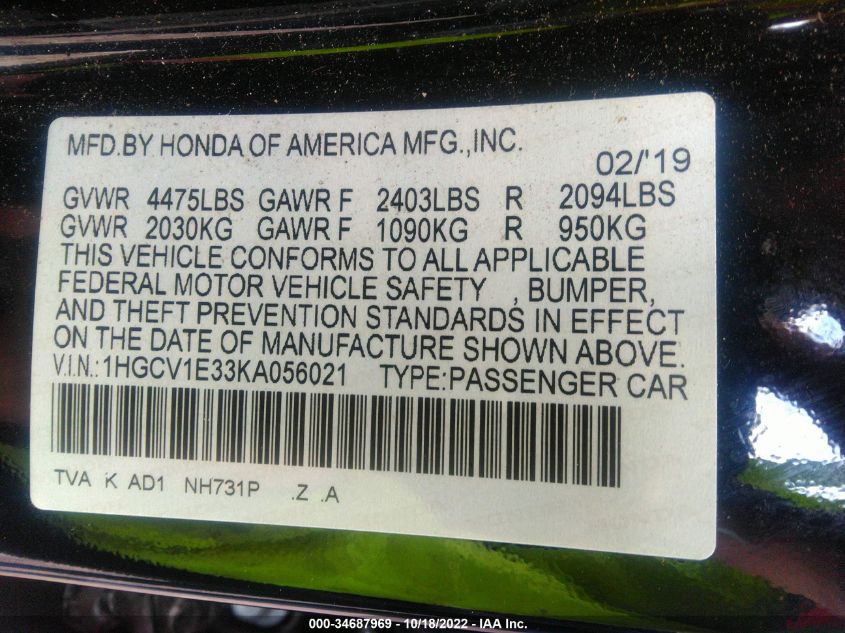 MFD.BY HONDA OF AMERICA MFG.,INC.
02/'19
GVWR 4475LBS GAWR F 2403LBS R 2094LBS
GVWR 2030KG GAWR F 1090KG R 950KG
THIS VEHICLE CONFORMS TO ALL APPLICABLE
FEDERAL MOTOR VEHICLE SAFETY , BUMPER,
AND THEFT PREVENTION STANDARDS IN EFFECT
ON THE DATE OF MANUFACTURE SHOWN ABOVE.
V.I.N.:1HGCV1E33KA056021 TYPE:PASSENGER CAR
TVA K AD1 NH731P .Z .A
000-34687969 - 10/18/2022 - IAA Inc.